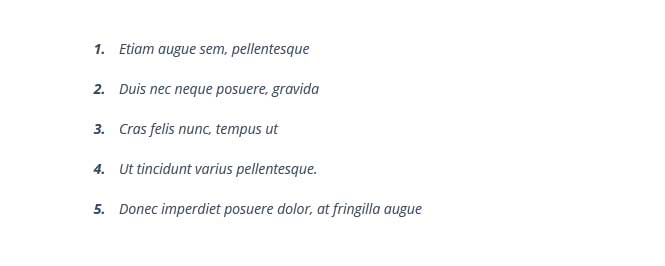 1. Etiam augue sem, pellentesque
2. Duis nec neque posuere, gravida
3. Cras felis nunc, tempus ut
4. Ut tincidunt varius pellentesque.
5. Donec imperdiet posuere dolor, at fringilla augue